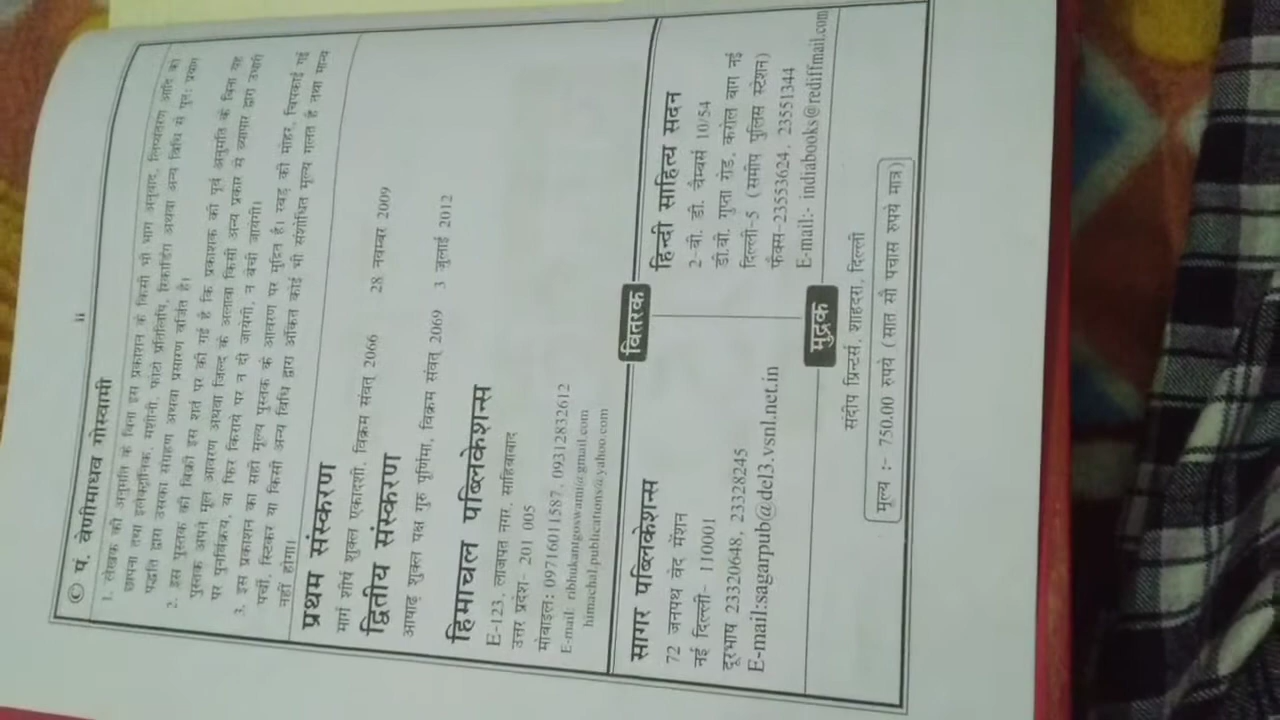 ii
© पं. वेणीमाधव गोस्वामी
1. लेखक की अनुमति के बिना इस प्रकाशन के किसी भी भाग अनुवाद, लिप्यन्तरण आदि को
छापना तथा इलेक्ट्रानिक, मशीनी, फोटो प्रतिलिपि, रिकार्डिंग अथवा अन्य विधि से पुनः प्रयोग
पद्धति द्वारा उसका संग्रहण अथवा प्रसारण वर्जित है।
2. इस पुस्तक की बिक्री इस शर्त पर की गई है कि प्रकाशक की पूर्व अनुमति के बिना यह
पुस्तक अपने मूल आवरण अथवा जिल्द के अलावा किसी अन्य प्रकार से व्यापार द्वारा उधारी
पर पुनर्विक्रय, या फिर किराये पर न दी जायेगी, न बेची जायेगी।
3. इस प्रकाशन का सही मूल्य पुस्तक के आवरण पर मुद्रित है। रबड़ की मोहर, चिपकाई गई
पर्ची, स्टिकर या किसी अन्य विधि द्वारा अंकित कोई भी संशोधित मूल्य गलत है तथा मान्य
नहीं होगा।
प्रथम संस्करण
मार्ग शीर्ष शुक्ल एकादशी, विक्रम संवत् 2066 28 नवम्बर 2009
द्वितीय संस्करण
आषाढ़ शुक्ल पक्ष गुरु पूर्णिमा, विक्रम संवत् 2069 3 जुलाई 2012
हिमाचल पब्लिकेशन्स
E-123, लाजपत नगर, साहिबाबाद
उत्तर प्रदेश- 201 005
मोबाइल: 09716011587, 09312832612
E-mail: ribhukantgoswami@gmail.com
himachal.publications@yahoo.com
वितरक
सागर पब्लिकेशन्स
72 जनपथ वेद मेंशन
नई दिल्ली- 110001
दूरभाष 23320648, 23328245
E-mail:sagarpub@del3.vsnl.net.in
हिन्दी साहित्य सदन
2-बी. डी. चैम्बर्स 10/54
डी.बी. गुप्ता रोड, करोल बाग नई
दिल्ली-5 (समीप पुलिस स्टेशन)
फैक्स-23553624, 23551344
E-mail:- indiabooks@rediffmail.com
मुद्रक
संदीप प्रिन्टर्स, शाहदरा, दिल्ली
मूल्य :- 750.00 रुपये (सात सौ पचास रुपये मात्र)